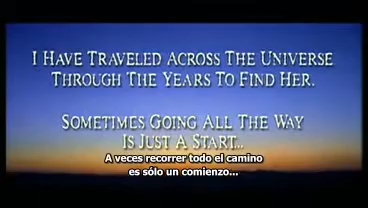 I HAVE TRAVELED ACROSS THE UNIVERSE
THROUGH THE YEARS TO FIND HER.
SOMETIMES GOING ALL THE WAY
IS JUST A START...
A veces recorrer todo el camino
es sólo un comienzo...